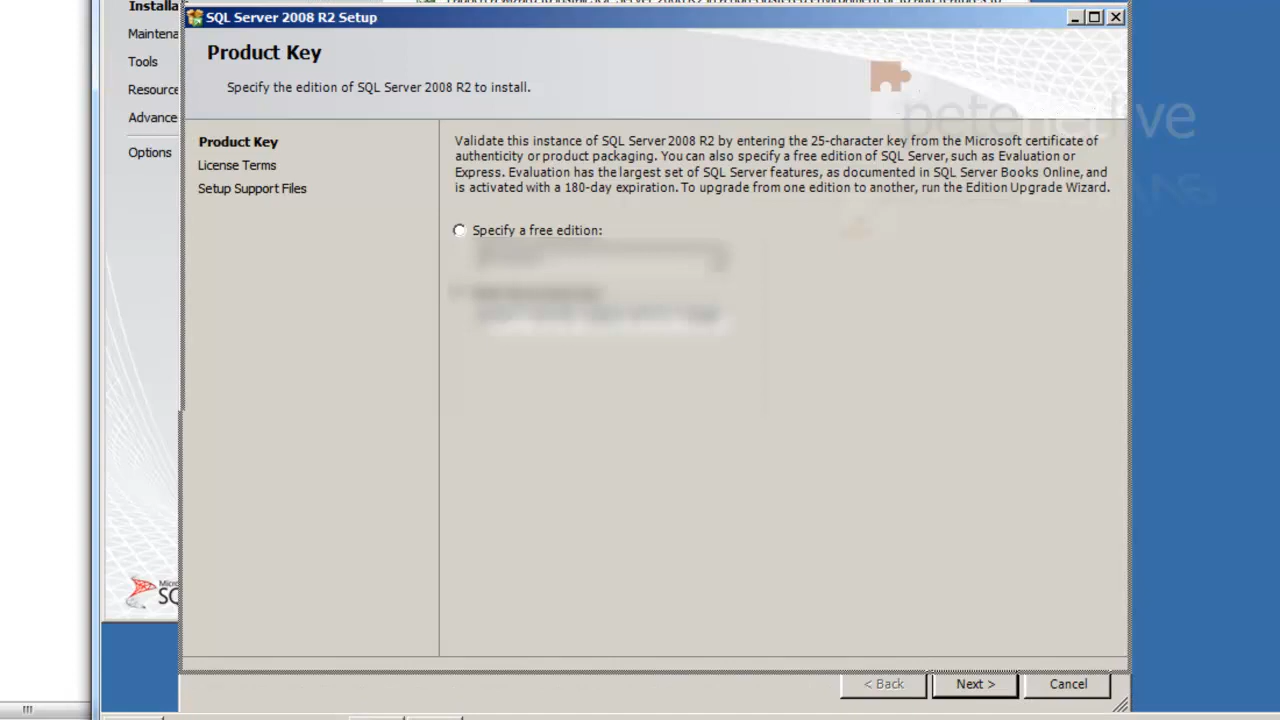 Installa
SQL Server 2008 R2 Setup
Maintena
Tools
Resource
Advance
Options
Product Key
Specify the edition of SQL Server 2008 R2 to install.
Product Key
License Terms
Setup Support Files
Validate this instance of SQL Server 2008 R2 by entering the 25-character key from the Microsoft certificate of
authenticity or product packaging. You can also specify a free edition of SQL Server, such as Evaluation or
Express. Evaluation has the largest set of SQL Server features, as documented in SQL Server Books Online, and
is activated with a 180-day expiration. To upgrade from one edition to another, run the Edition Upgrade Wizard.
Specify a free edition:
Micro
SQ
< Back
Next >
Cancel